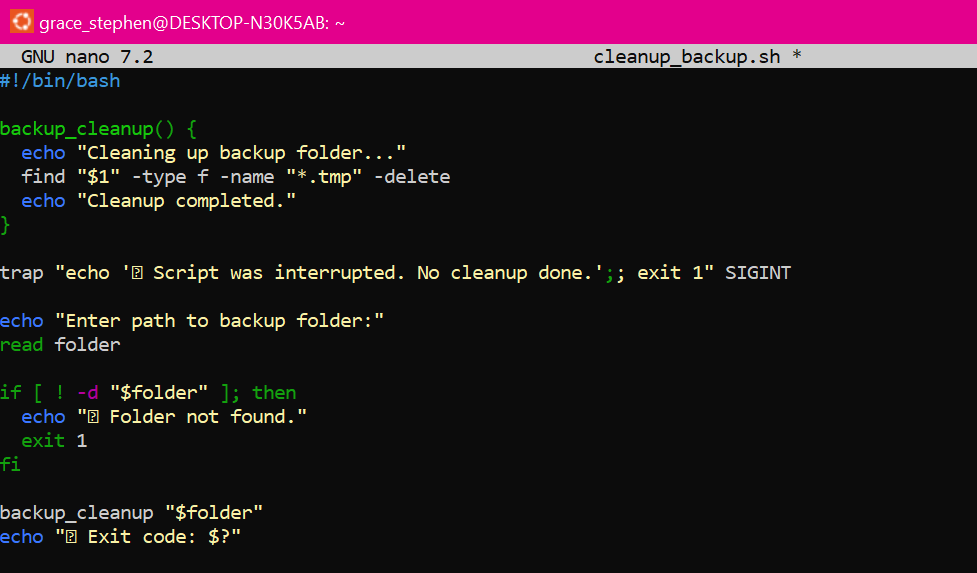 grace_stephen@DESKTOP-N30K5AB: ~
GNU nano 7.2 cleanup_backup.sh *
#!/bin/bash
backup_cleanup() {
echo "Cleaning up backup folder..."
find "$1" -type f -name "*.tmp" -delete
echo "Cleanup completed."
}
trap "echo '⍰ Script was interrupted. No cleanup done.';; exit 1" SIGINT
echo "Enter path to backup folder:"
read folder
if [ ! -d "$folder" ]; then
echo "⍰ Folder not found."
exit 1
fi
backup_cleanup "$folder"
echo "⍰ Exit code: $?"